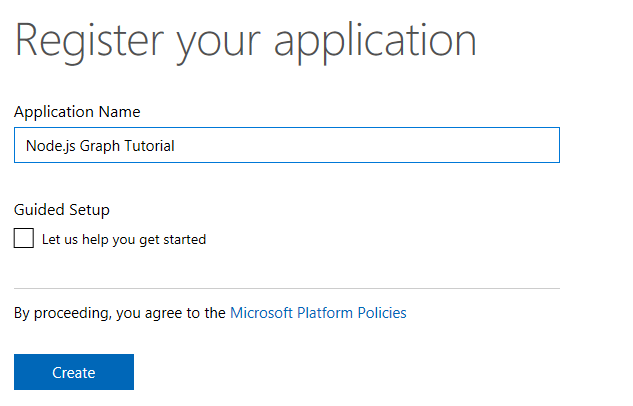 Register your application
Application Name
Node.js Graph Tutorial
Guided Setup
Let us help you get started
By proceeding, you agree to the Microsoft Platform Policies
Create